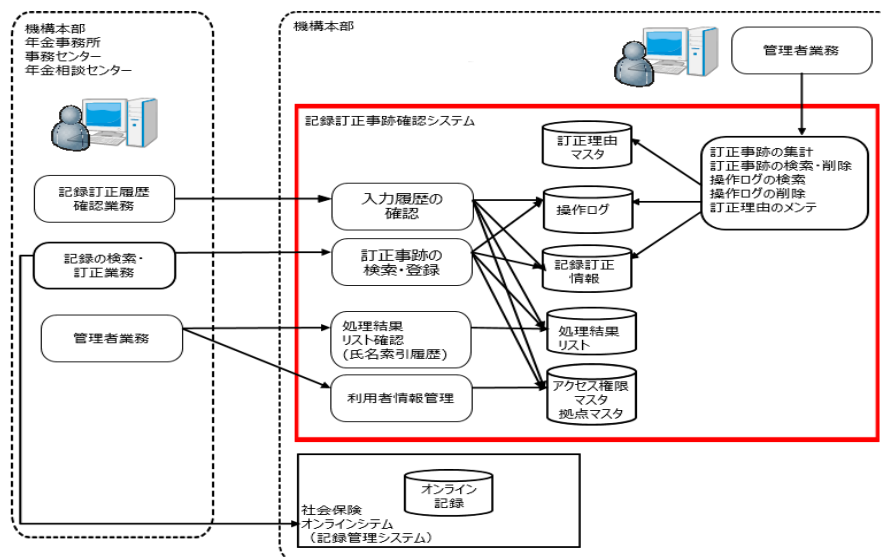 機構本部
年金事務所
事務センター
年金相談センター
記録訂正履歴
確認業務
記録の検索・
訂正業務
管理者業務
機構本部
管理者業務
記録訂正事跡確認システム
入力履歴の
確認
訂正事跡の
検索・登録
処理結果
リスト確認
(氏名索引履歴)
利用者情報管理
訂正理由
マスタ
操作ログ
記録訂正
情報
処理結果
リスト
アクセス権限
マスタ
拠点マスタ
訂正事跡の集計
訂正事跡の検索・削除
操作ログの検索
操作ログの削除
訂正理由のメンテ
オンライン
記録
社会保険
オンラインシテム
（記録管理システム）